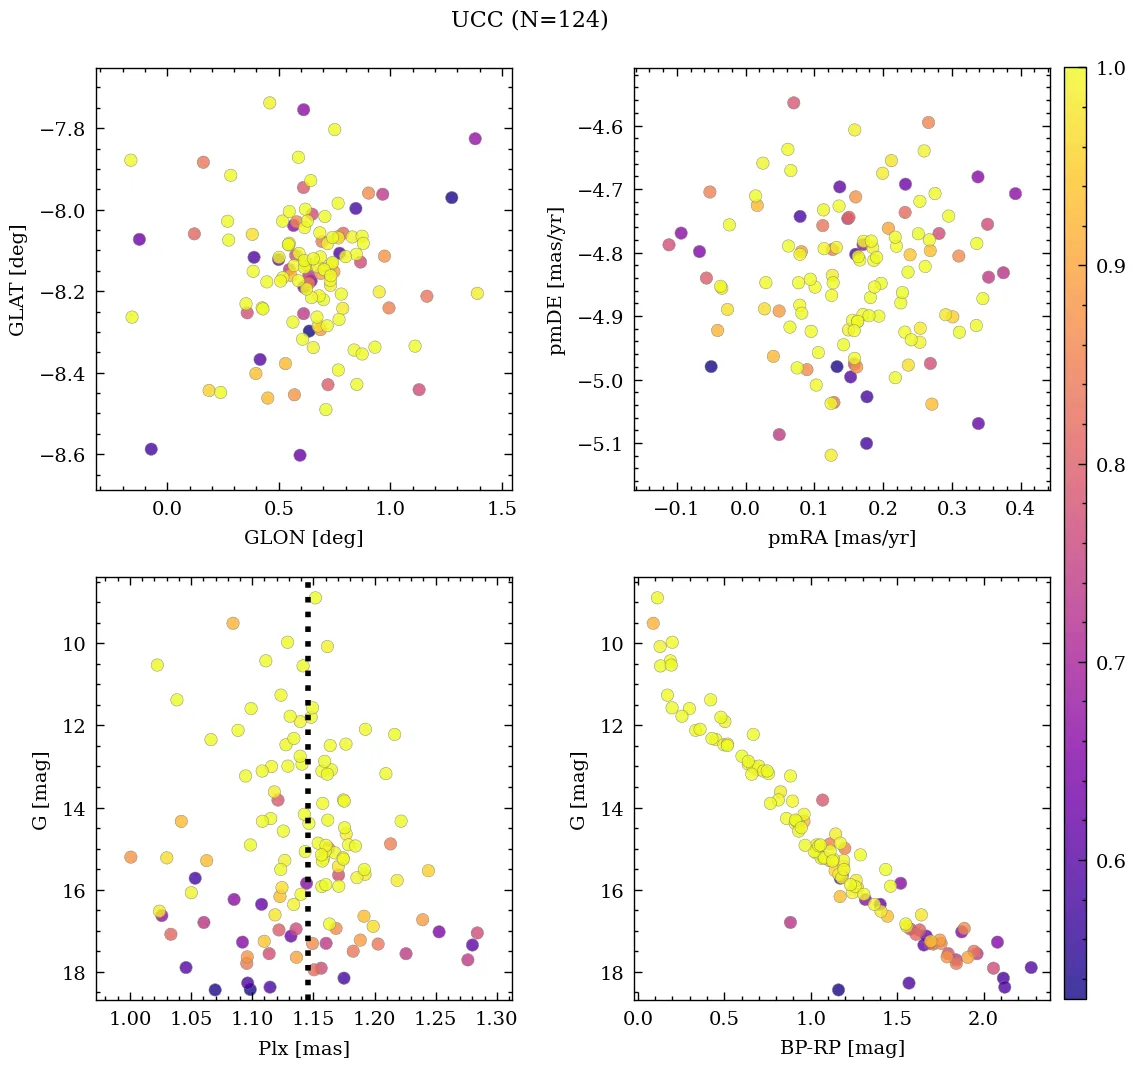 UCC (N=124)
−7.8
−8.0
−8.2
−8.4
−8.6
GLAT [deg]
0.0 0.5 1.0 1.5
GLON [deg]
−4.6
−4.7
−4.8
−4.9
−5.0
−5.1
pmDE [mas/yr]
−0.1 0.0 0.1 0.2 0.3 0.4
pmRA [mas/yr]
1.0
0.9
0.8
0.7
0.6
10
12
14
16
18
G [mag]
1.00 1.05 1.10 1.15 1.20 1.25 1.30
Plx [mas]
10
12
14
16
18
G [mag]
0.0 0.5 1.0 1.5 2.0
BP-RP [mag]